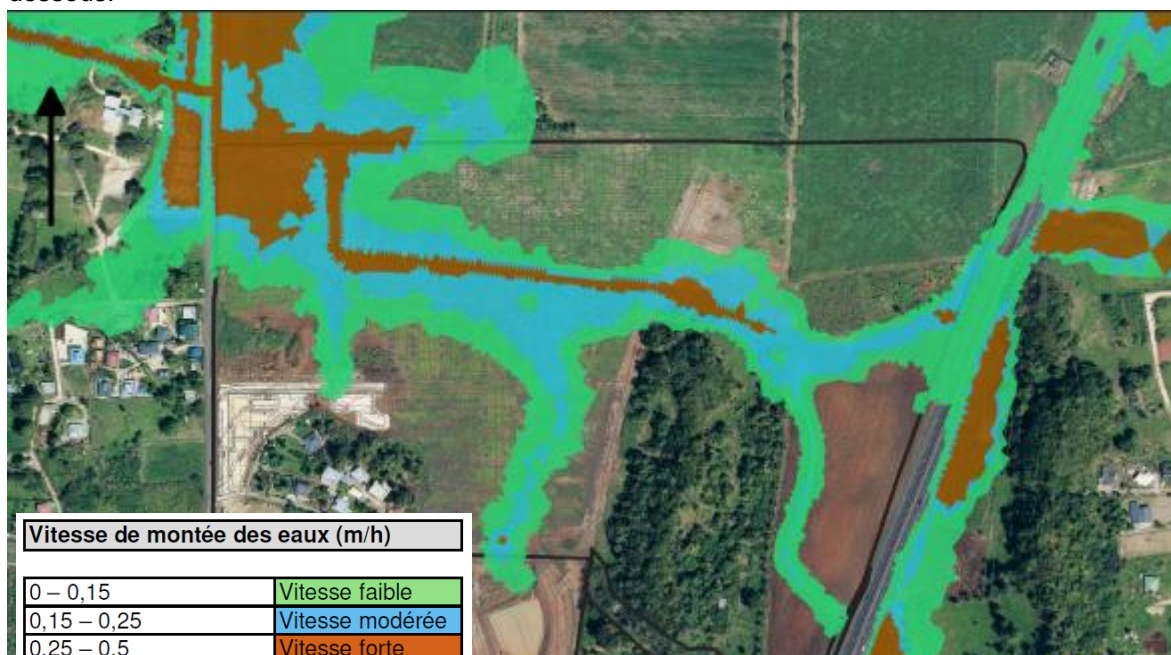 dessous.
Vitesse de montée des eaux (m/h)
0 – 0,15 Vitesse faible
0,15 – 0,25 Vitesse modérée
0,25 – 0,5 Vitesse forte